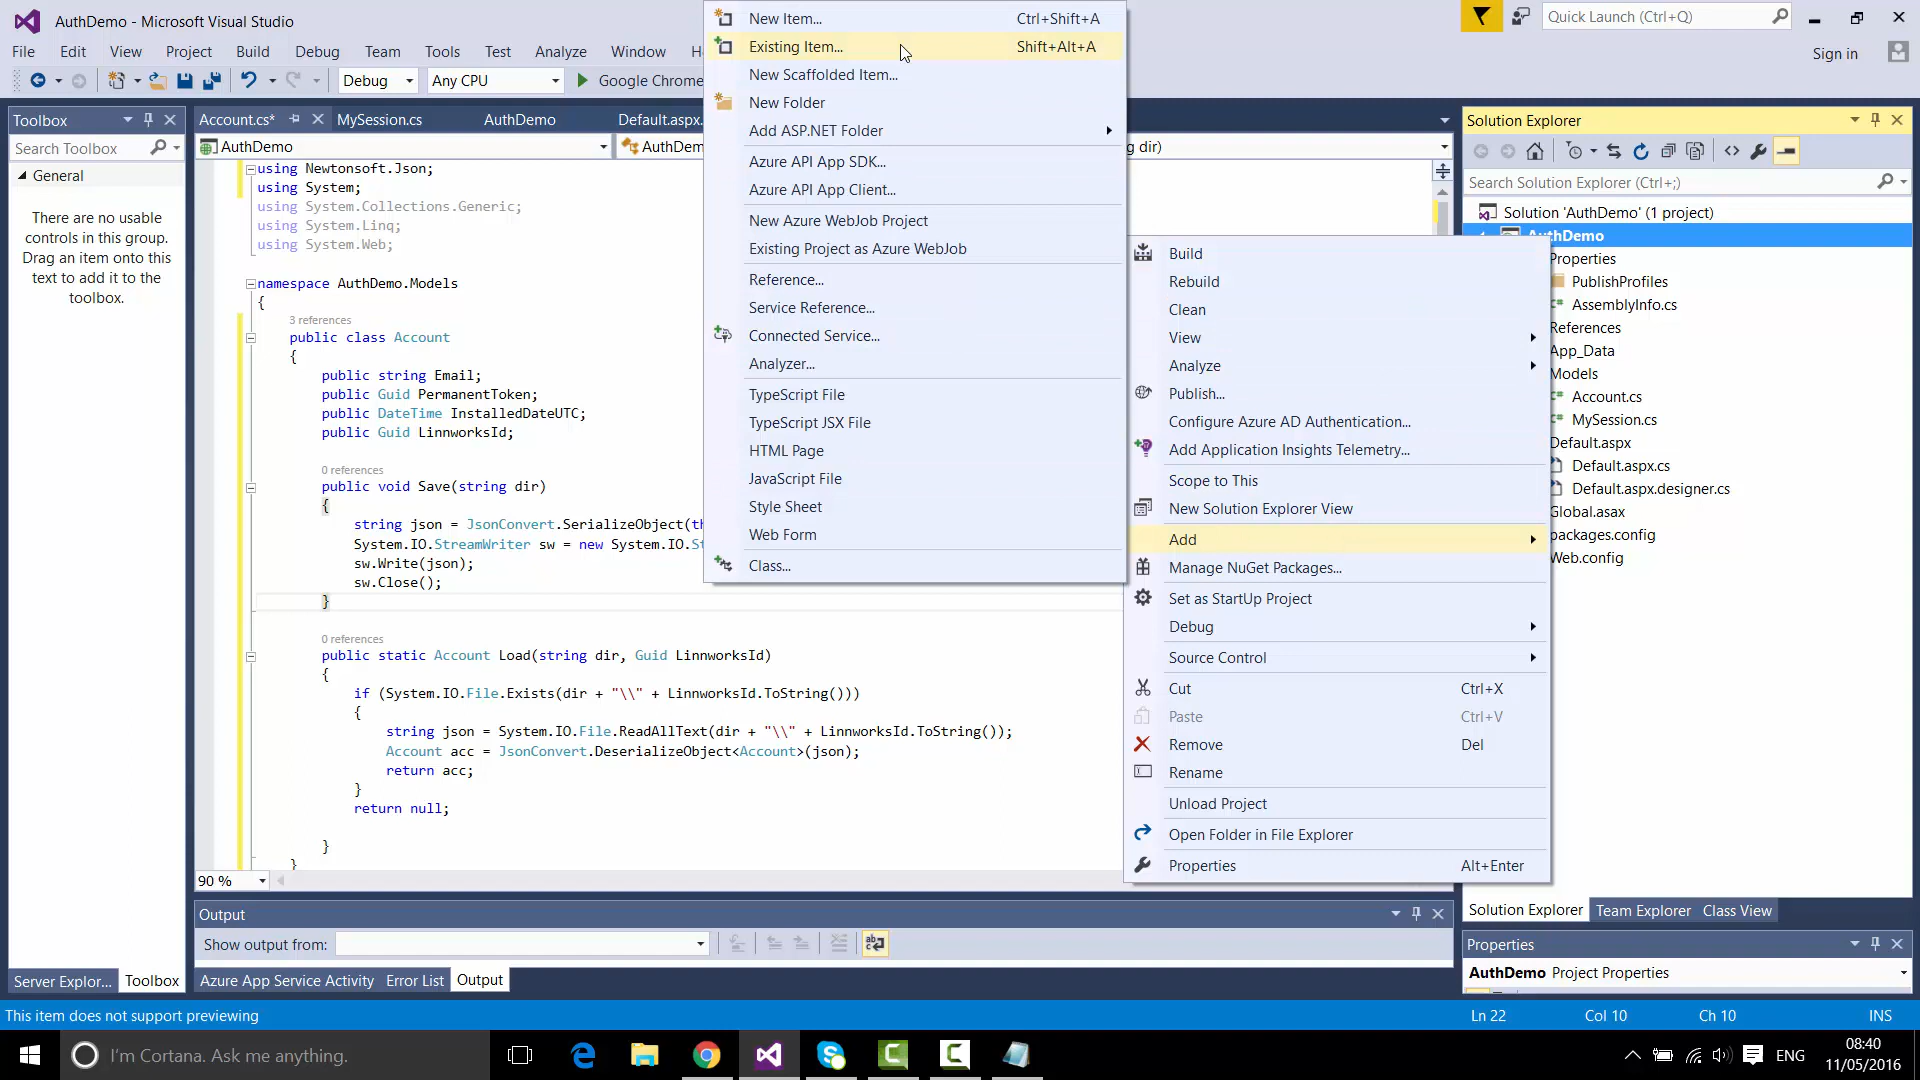 AuthDemo - Microsoft Visual Studio
Quick Launch (Ctrl+Q)
File Edit View Project Build Debug Team Tools Test Analyze Window H
Sign in
Debug Any CPU Google Chrome
Toolbox
Search Toolbox
General
There are no usable
controls in this group.
Drag an item onto this
text to add it to the
toolbox.
Server Explor... Toolbox
Account.cs* MySession.cs AuthDemo Default.aspx.
AuthDemo AuthDem g dir)
using Newtonsoft.Json;
using System;
using System.Collections.Generic;
using System.Linq;
using System.Web;
namespace AuthDemo.Models
{
3 references
public class Account
{
public string Email;
public Guid PermanentToken;
public DateTime InstalledDateUTC;
public Guid LinnworksId;
0 references
public void Save(string dir)
{
string json = JsonConvert.SerializeObject(th
System.IO.StreamWriter sw = new System.IO.St
sw.Write(json);
sw.Close();
}
0 references
public static Account Load(string dir, Guid LinnworksId)
{
if (System.IO.File.Exists(dir + "\\" + LinnworksId.ToString()))
{
string json = System.IO.File.ReadAllText(dir + "\\" + LinnworksId.ToString());
Account acc = JsonConvert.DeserializeObject<Account>(json);
return acc;
}
return null;
}
}
90 %
New Item... Ctrl+Shift+A
Existing Item... Shift+Alt+A
New Scaffolded Item...
New Folder
Add ASP.NET Folder
Azure API App SDK...
Azure API App Client...
New Azure WebJob Project
Existing Project as Azure WebJob
Reference...
Service Reference...
Connected Service...
Analyzer...
TypeScript File
TypeScript JSX File
HTML Page
JavaScript File
Style Sheet
Web Form
Class...
Build
Rebuild
Clean
View
Analyze
Publish...
Configure Azure AD Authentication...
Add Application Insights Telemetry...
Scope to This
New Solution Explorer View
Add
Manage NuGet Packages...
Set as StartUp Project
Debug
Source Control
Cut Ctrl+X
Paste Ctrl+V
Remove Del
Rename
Unload Project
Open Folder in File Explorer
Properties Alt+Enter
Solution Explorer
Search Solution Explorer (Ctrl+;)
Solution 'AuthDemo' (1 project)
AuthDemo
Properties
PublishProfiles
AssemblyInfo.cs
References
App_Data
Models
Account.cs
MySession.cs
Default.aspx
Default.aspx.cs
Default.aspx.designer.cs
Global.asax
packages.config
Web.config
Solution Explorer Team Explorer Class View
Properties
AuthDemo Project Properties
Output
Show output from:
Azure App Service Activity Error List Output
This item does not support previewing
Ln 22 Col 10 Ch 10 INS
I'm Cortana. Ask me anything.
ENG
08:40
11/05/2016